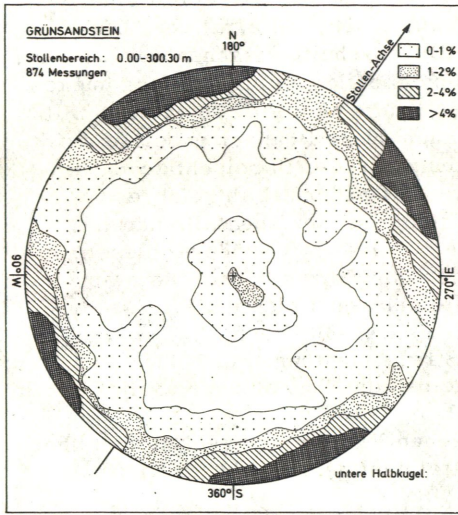 GRÜNSANDSTEIN
Stollenbereich : 0.00-300.30 m
874 Messungen
N
180°
Stollen-Achse
0-1 %
1-2%
2-4%
>4%
W 90°
270° E
360° S
untere Halbkugel: